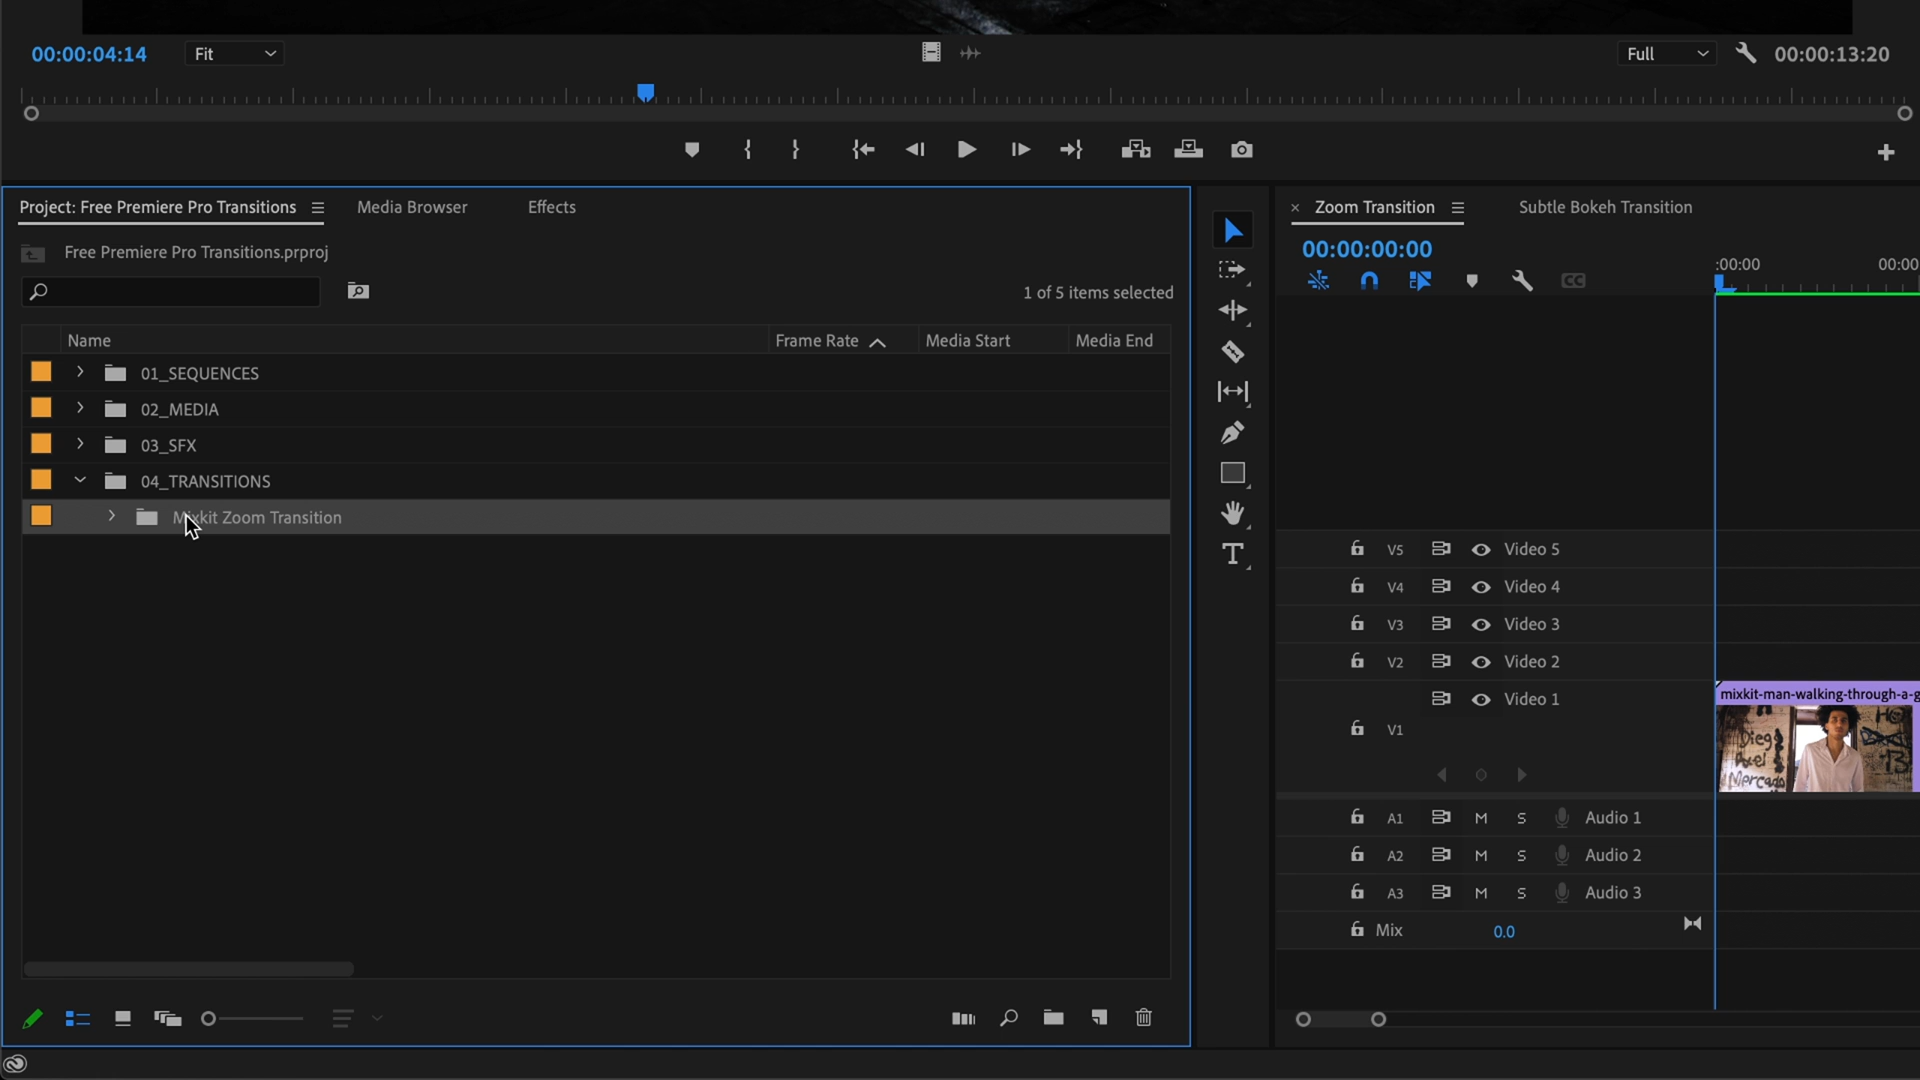 00:00:04:14
Fit
Full
00:00:13:20
Project: Free Premiere Pro Transitions
Media Browser
Effects
Free Premiere Pro Transitions.prproj
1 of 5 items selected
Name
Frame Rate
Media Start
Media End
01_SEQUENCES
02_MEDIA
03_SFX
04_TRANSITIONS
Mixkit Zoom Transition
T
× Zoom Transition
Subtle Bokeh Transition
00:00:00:00
:00:00
00:00
CC
V5 Video 5
V4 Video 4
V3 Video 3
V2 Video 2
Video 1
V1
mixkit-man-walking-through-a-g
Diego
Axel
Mercado
A1 M S Audio 1
A2 M S Audio 2
A3 M S Audio 3
Mix 0.0